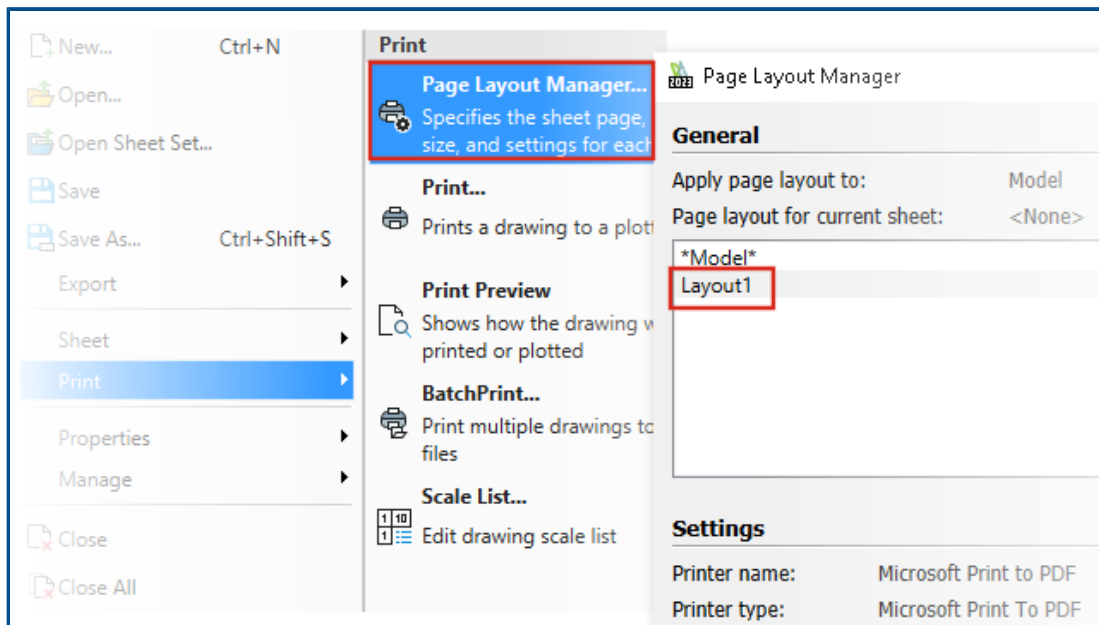 New... Ctrl+N
Open...
Open Sheet Set...
Save
Save As... Ctrl+Shift+S
Export
Sheet
Print
Properties
Manage
Close
Close All
Print
Page Layout Manager...
Specifies the sheet page,
size, and settings for each
Print...
Prints a drawing to a plott
Print Preview
Shows how the drawing w
printed or plotted
BatchPrint...
Print multiple drawings to
files
Scale List...
1 10
1
Edit drawing scale list
2023
Page Layout Manager
General
Apply page layout to: Model
Page layout for current sheet: <None>
*Model*
Layout1
Settings
Printer name: Microsoft Print to PDF
Printer type: Microsoft Print To PDF